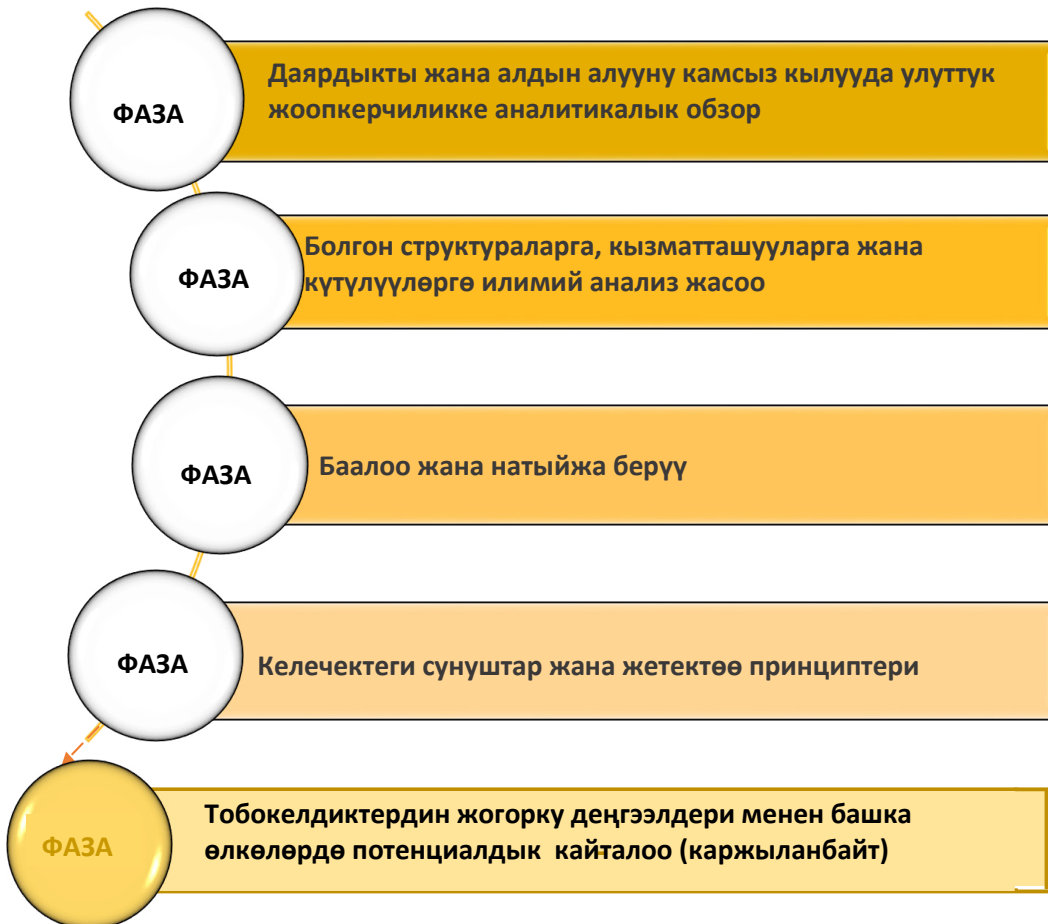 ФАЗА
Даярдыкты жана алдын алууну камсыз кылууда улуттук
жоопкерчиликке аналитикалык обзор
ФАЗА
Болгон структураларга, кызматташууларга жана
күтүлүүлөргө илимий анализ жасоо
ФАЗА
Баалоо жана натыйжа берүү
ФАЗА
Келечектеги сунуштар жана жетектөө принциптери
ФАЗА
Тобокелдиктердин жогорку деңгээлдери менен башка
өлкөлөрдө потенциалдык кайталоо (каржыланбайт)